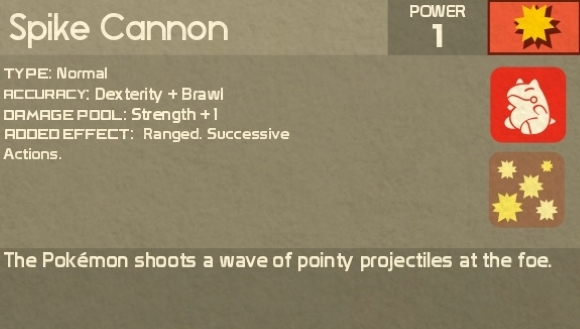 Spike Cannon
POWER
1
TYPE: Normal
ACCURACY: Dexterity + Brawl
DAMAGE POOL: Strength +1
ADDED EFFECT: Ranged. Successive
Actions.
The Pokémon shoots a wave of pointy projectiles at the foe.